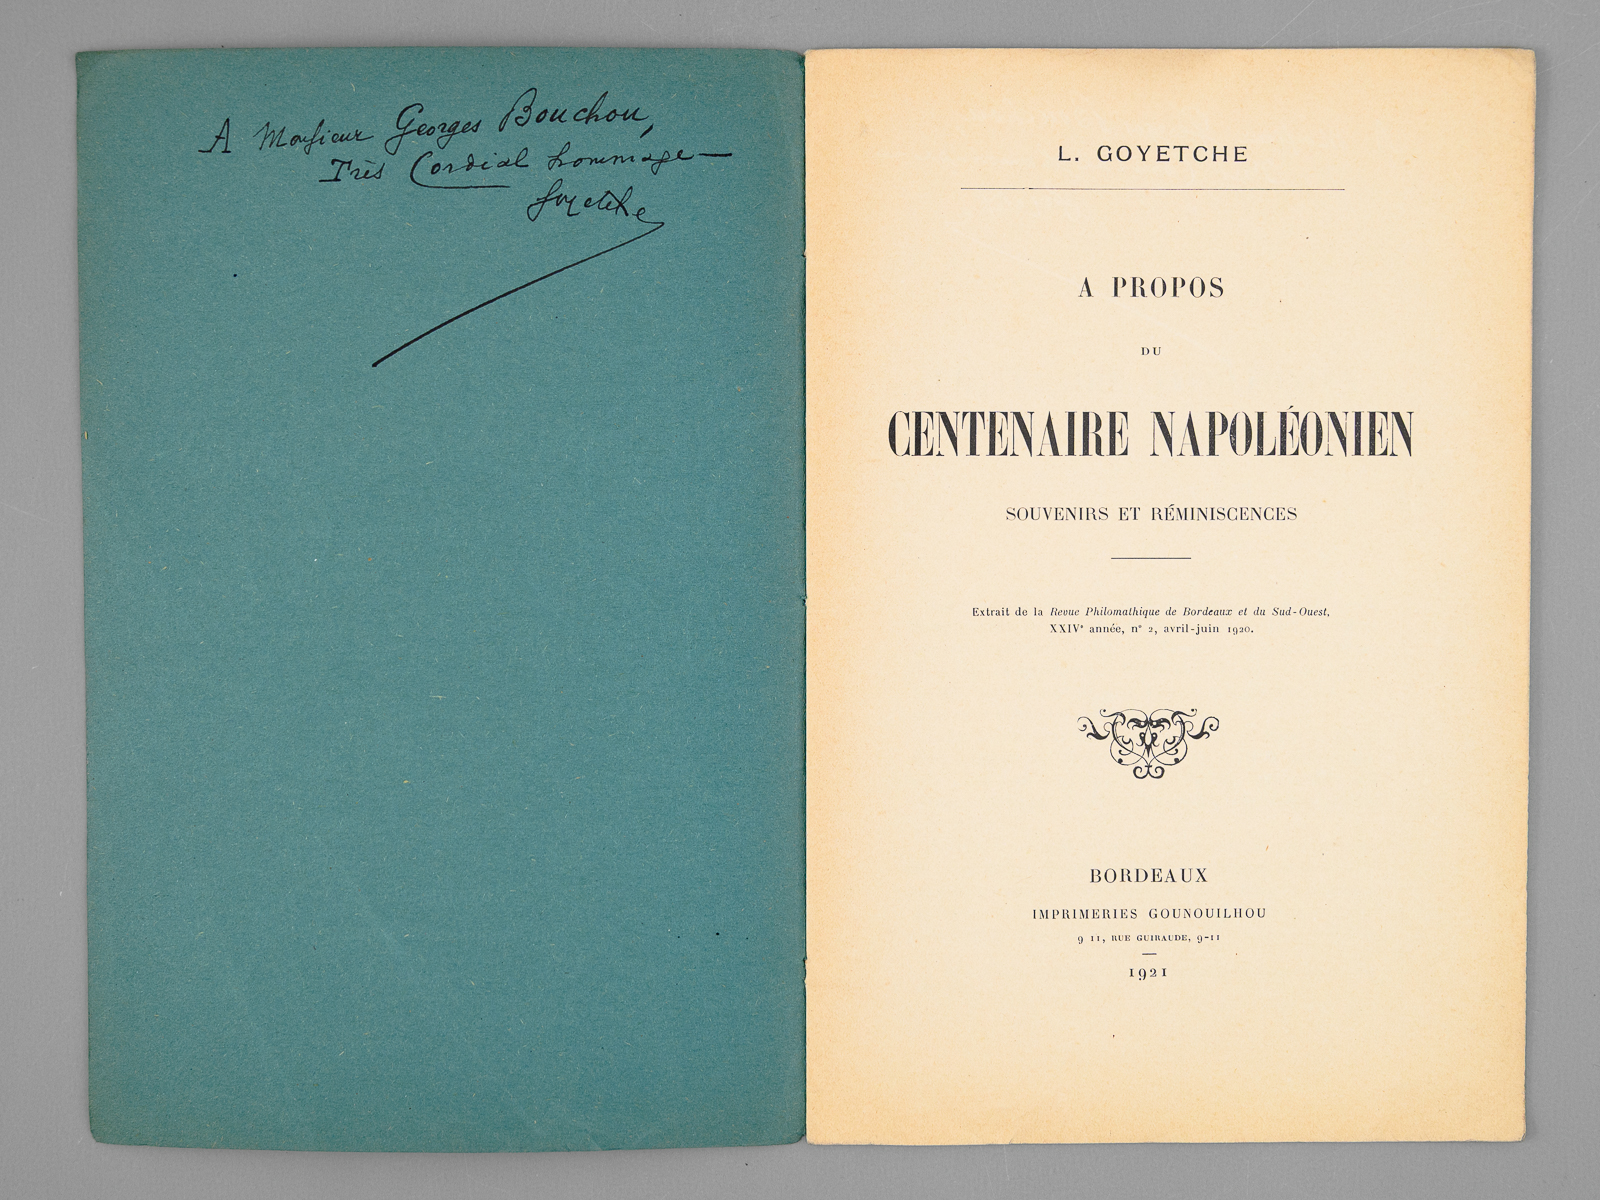 A Monsieur Georges Bouchou,
Très Cordial hommage
Goyetche
L. GOYETCHE
A PROPOS
DU
CENTENAIRE NAPOLÉONIEN
SOUVENIRS ET RÉMINISCENCES
Extrait de la Revue Philomathique de Bordeaux et du Sud-Ouest,
XXIVe année, n° 2, avril-juin 1920.
BORDEAUX
IMPRIMERIES GOUNOUILHOU
9 11, RUE GUIRAUDE, 9-11
1921